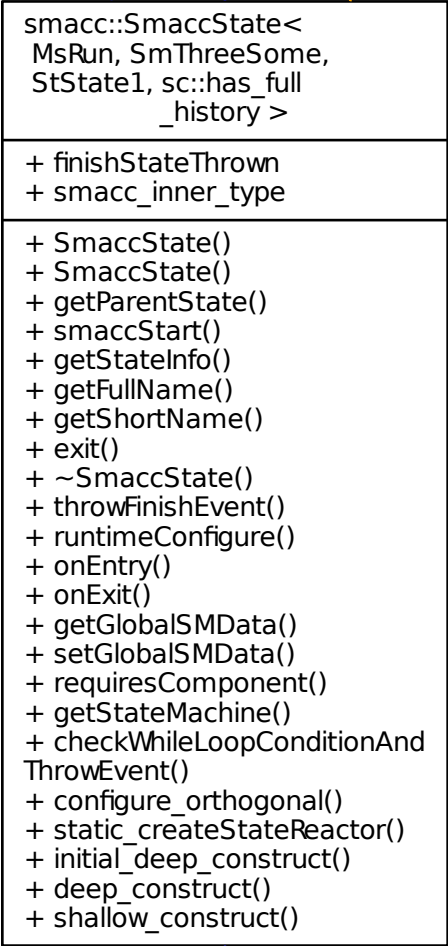 smacc::SmaccState<
MsRun, SmThreeSome,
StState1, sc::has_full
_history >
+ finishStateThrown
+ smacc_inner_type
+ SmaccState()
+ SmaccState()
+ getParentState()
+ smaccStart()
+ getStateInfo()
+ getFullName()
+ getShortName()
+ exit()
+ ~SmaccState()
+ throwFinishEvent()
+ runtimeConfigure()
+ onEntry()
+ onExit()
+ getGlobalSMData()
+ setGlobalSMData()
+ requiresComponent()
+ getStateMachine()
+ checkWhileLoopConditionAnd
ThrowEvent()
+ configure_orthogonal()
+ static_createStateReactor()
+ initial_deep_construct()
+ deep_construct()
+ shallow_construct()